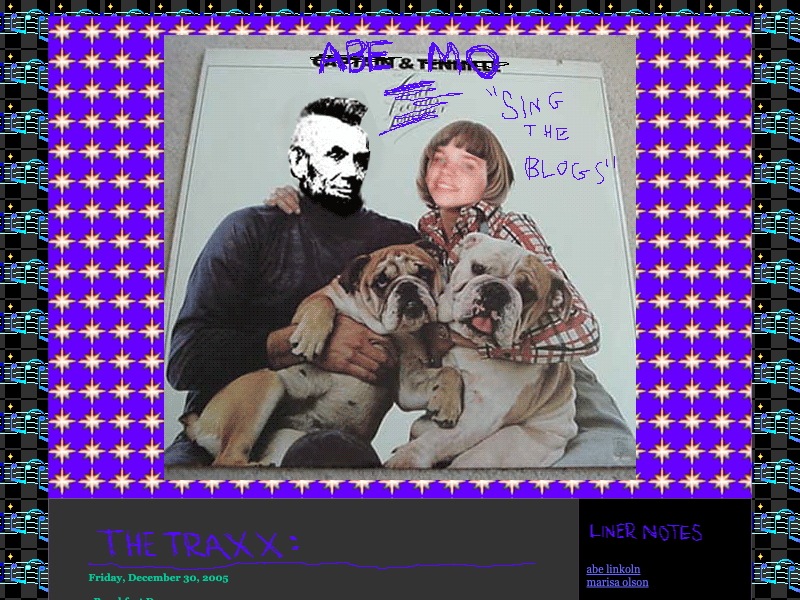 ABE MO
CAPTAIN & TENNILLE
"SING
THE
BLOGS"
THE TRAXX:
Friday, December 30, 2005
LINER NOTES
abe linkoln
marisa olson